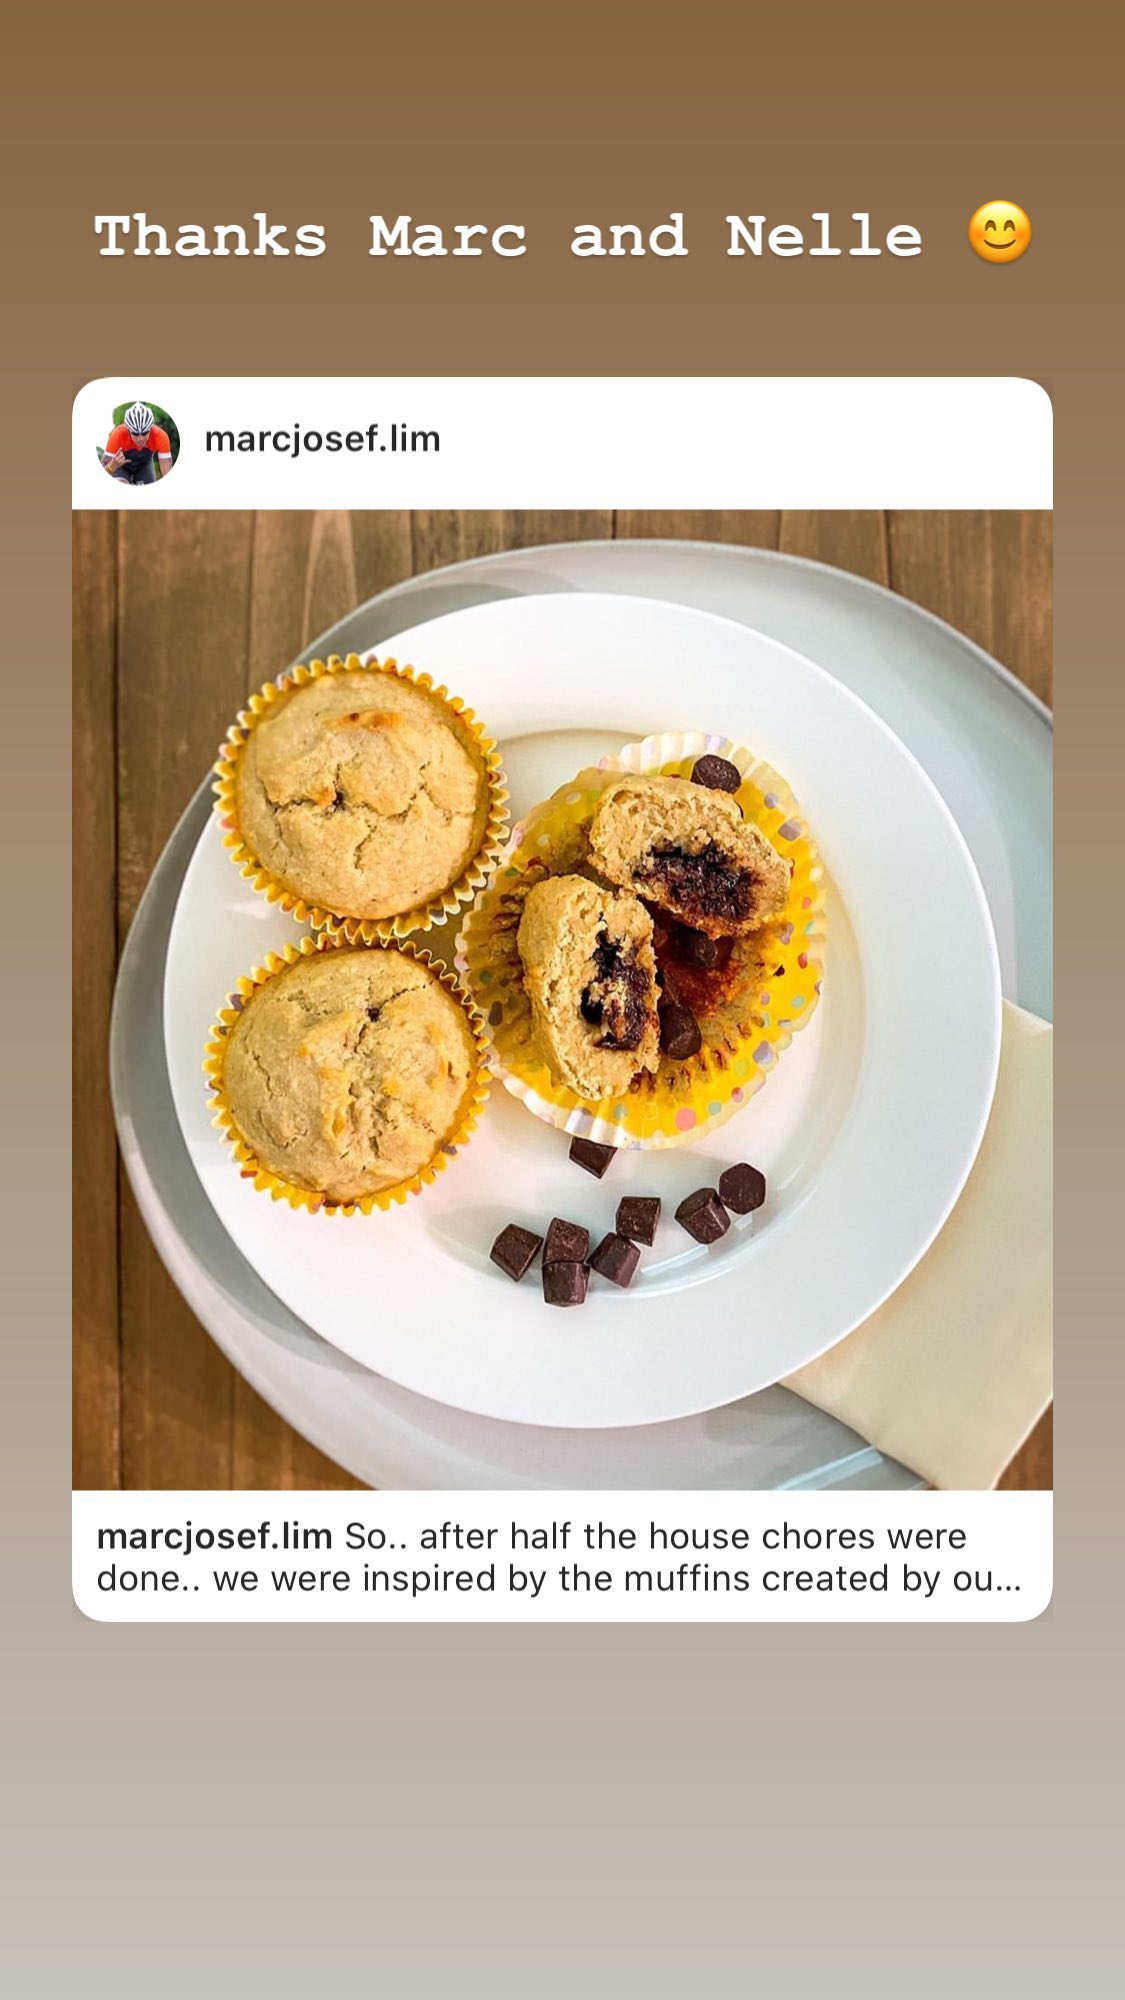 Thanks Marc and Nelle 😊
marcjosef.lim
marcjosef.lim So.. after half the house chores were
done.. we were inspired by the muffins created by ou...